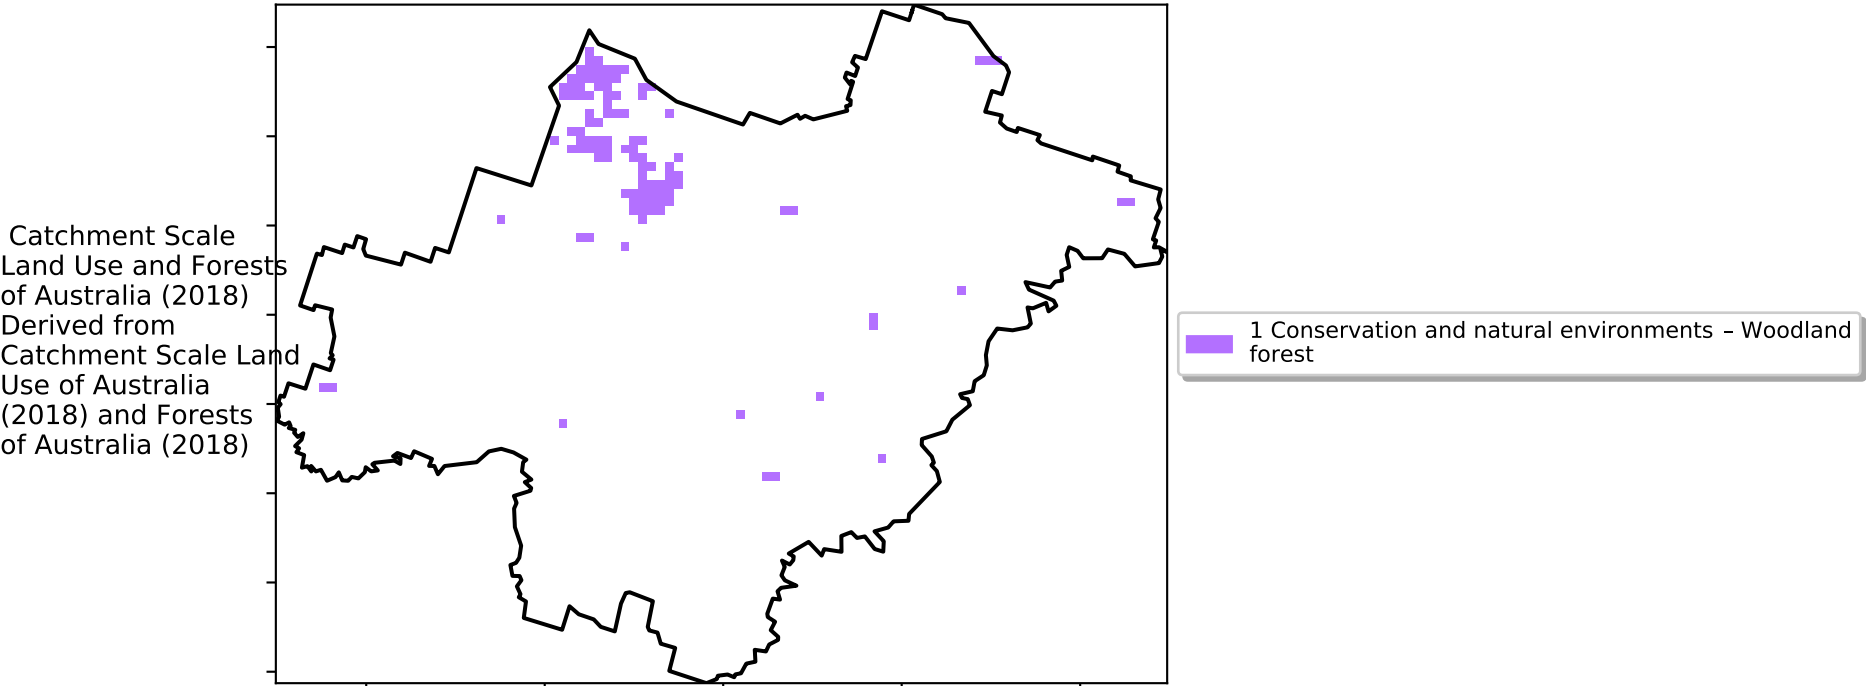 Catchment Scale
Land Use and Forests
of Australia (2018)
Derived from
Catchment Scale Land
Use of Australia
(2018) and Forests
of Australia (2018)
1 Conservation and natural environments – Woodland
forest